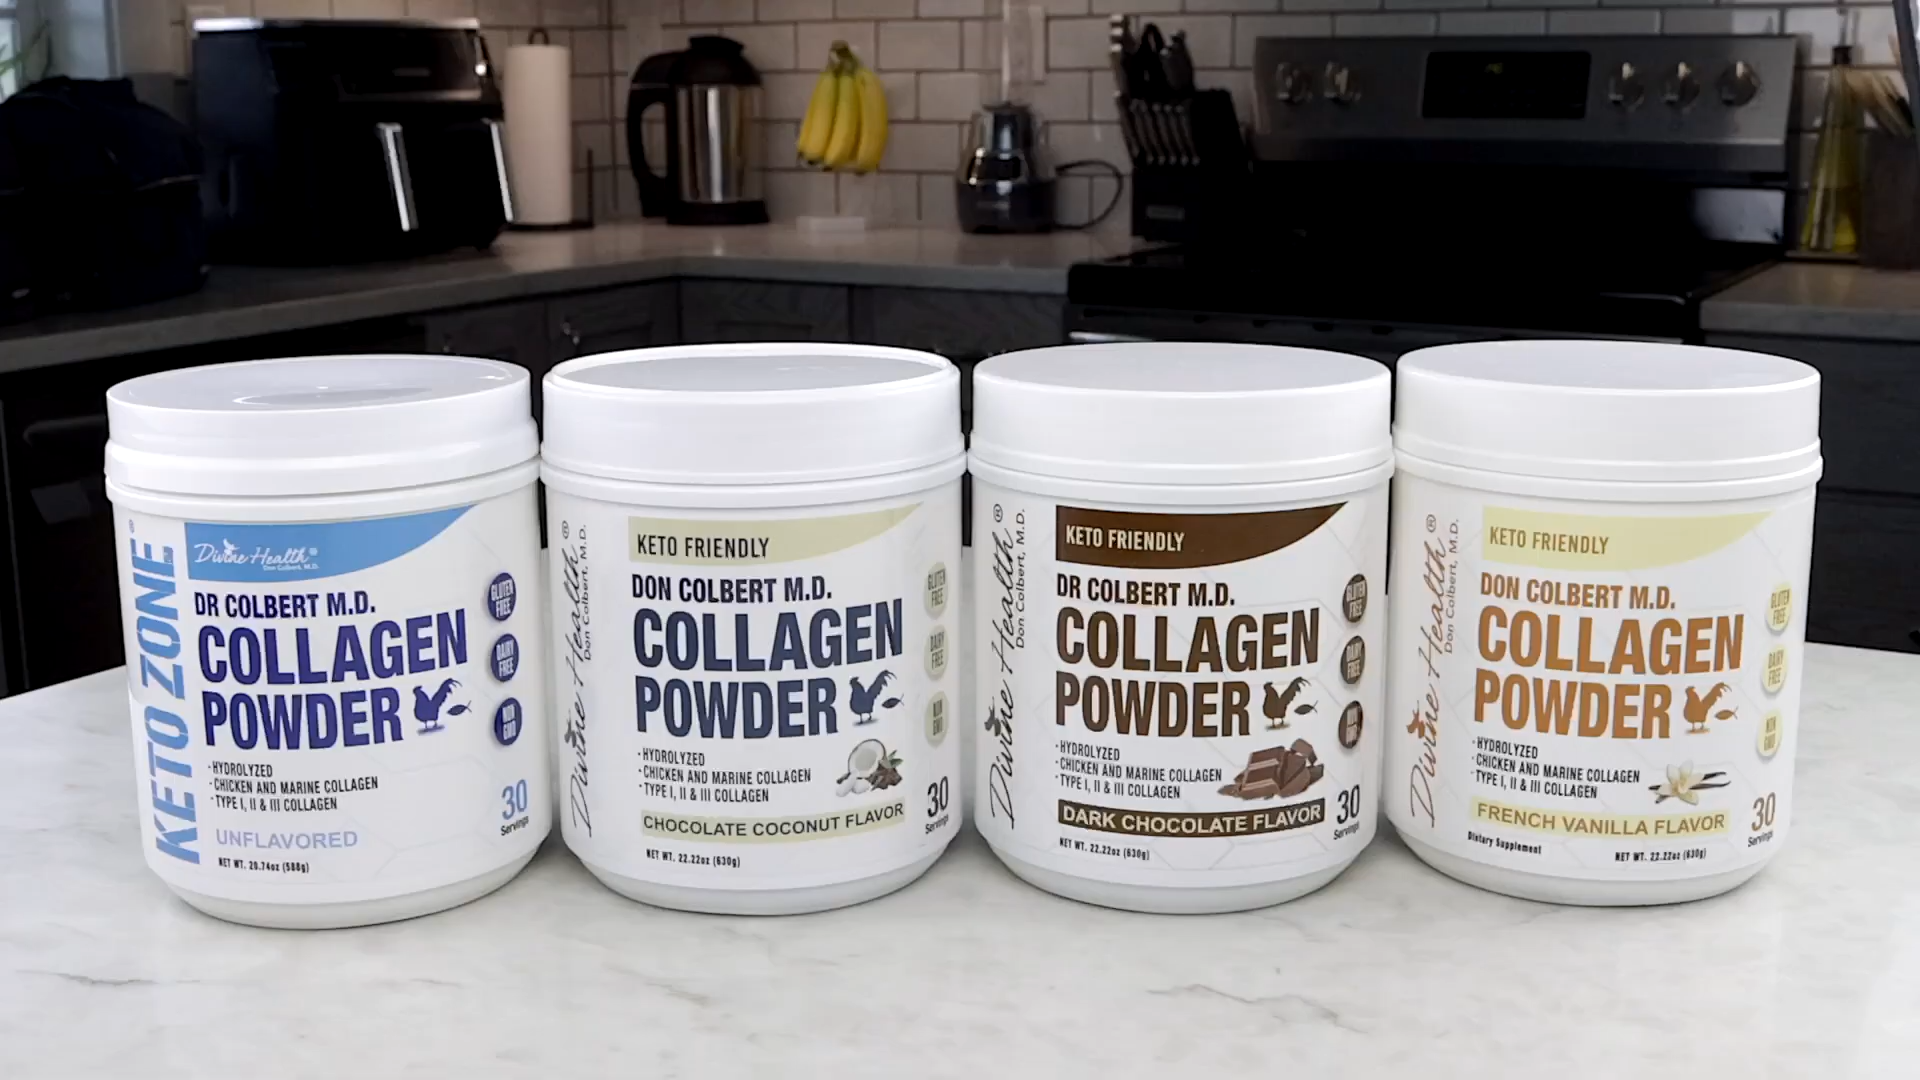 KETO ZONE®
Divine Health®
Don Colbert, M.D.
DR COLBERT M.D.
COLLAGEN
POWDER
· HYDROLYZED
· CHICKEN AND MARINE COLLAGEN
· TYPE I, II & III COLLAGEN
UNFLAVORED
NET WT. 20.74oz (588g)
GLUTEN
FREE
DAIRY
FREE
NON
GMO
30
Servings
Divine Health®
Don Colbert, M.D.
KETO FRIENDLY
DON COLBERT M.D.
COLLAGEN
POWDER
· HYDROLYZED
· CHICKEN AND MARINE COLLAGEN
· TYPE I, II & III COLLAGEN
CHOCOLATE COCONUT FLAVOR
NET WT. 22.22oz (630g)
GLUTEN
FREE
DAIRY
FREE
NON
GMO
30
Servings
Divine Health®
Don Colbert, M.D.
KETO FRIENDLY
DR COLBERT M.D.
COLLAGEN
POWDER
· HYDROLYZED
· CHICKEN AND MARINE COLLAGEN
· TYPE I, II & III COLLAGEN
DARK CHOCOLATE FLAVOR
NET WT. 22.22oz (630g)
GLUTEN
FREE
DAIRY
FREE
NON
GMO
30
Servings
Divine Health®
Don Colbert, M.D.
KETO FRIENDLY
DON COLBERT M.D.
COLLAGEN
POWDER
· HYDROLYZED
· CHICKEN AND MARINE COLLAGEN
· TYPE I, II & III COLLAGEN
FRENCH VANILLA FLAVOR
Dietary Supplement
NET WT. 22.22oz (630g)
GLUTEN
FREE
DAIRY
FREE
NON
GMO
30
Servings